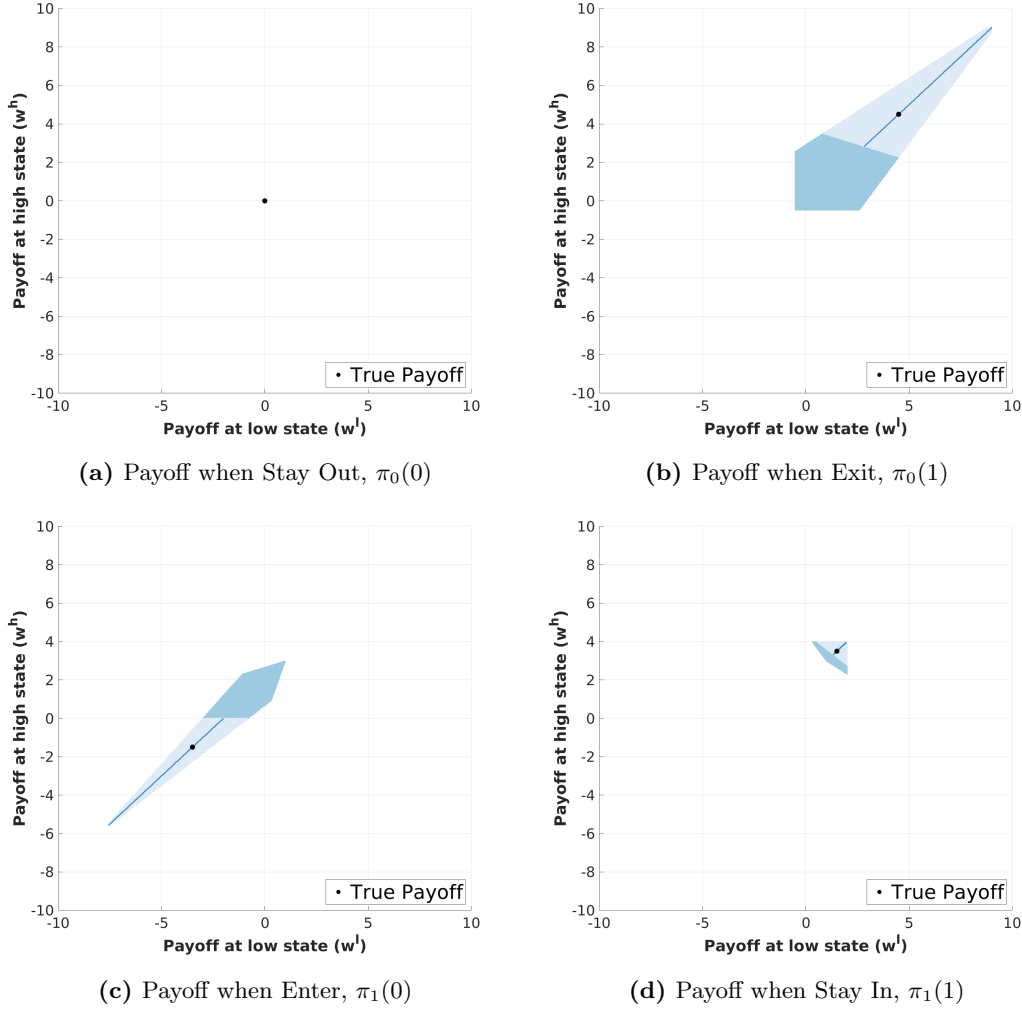 10
8
6
4
2
0
-2
-4
-6
-8
-10
-10 -5 0 5 10
Payoff at high state (w^h)
Payoff at low state (w^l)
True Payoff
(a) Payoff when Stay Out, π₀(0)
10
8
6
4
2
0
-2
-4
-6
-8
-10
-10 -5 0 5 10
Payoff at high state (w^h)
Payoff at low state (w^l)
True Payoff
(b) Payoff when Exit, π₀(1)
10
8
6
4
2
0
-2
-4
-6
-8
-10
-10 -5 0 5 10
Payoff at high state (w^h)
Payoff at low state (w^l)
True Payoff
(c) Payoff when Enter, π₁(0)
10
8
6
4
2
0
-2
-4
-6
-8
-10
-10 -5 0 5 10
Payoff at high state (w^h)
Payoff at low state (w^l)
True Payoff
(d) Payoff when Stay In, π₁(1)